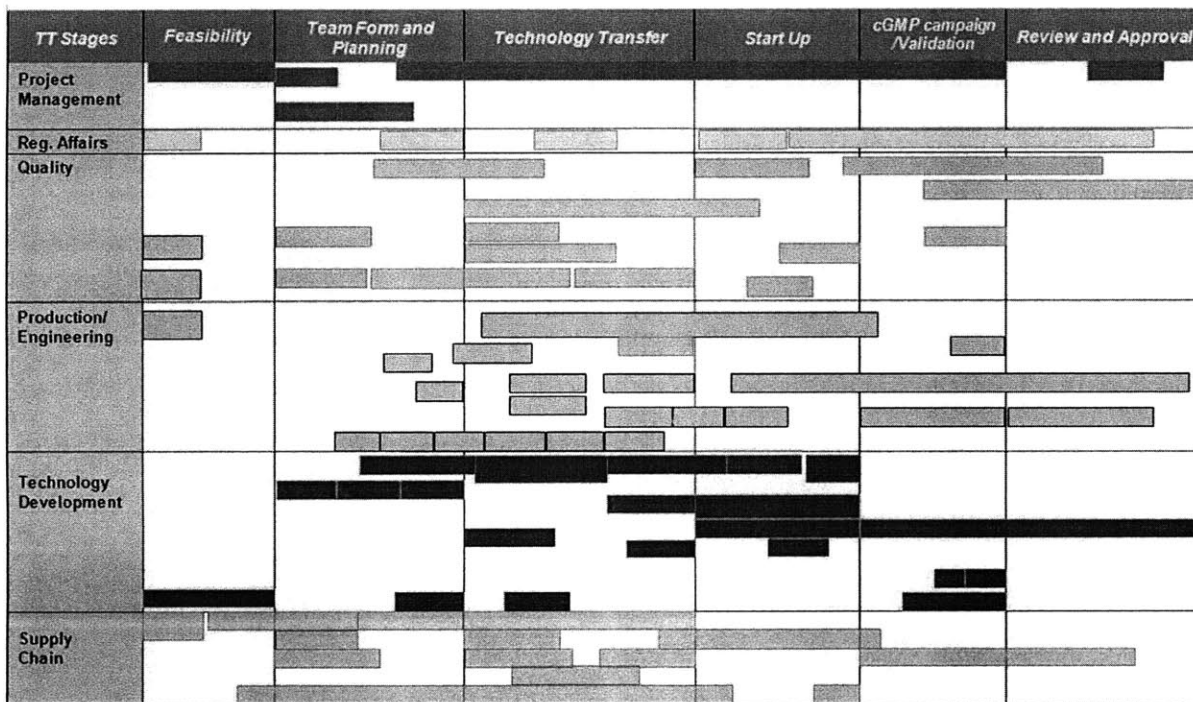 TT Stages
Feasibility
Team Form and
Planning
Technology Transfer
Start Up
cGMP campaign
/Validation
Review and Approval
Project
Management
Reg. Affairs
Quality
Production/
Engineering
Technology
Development
Supply
Chain